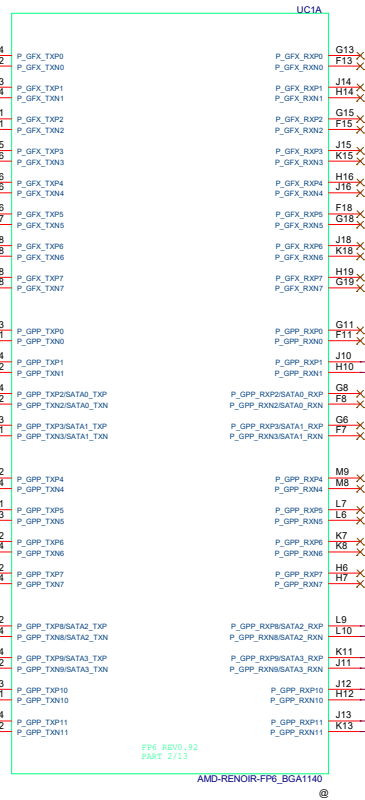 UC1A
P_GFX_TXP0 P_GFX_RXP0 G13
P_GFX_TXN0 P_GFX_RXN0 F13
P_GFX_TXP1 P_GFX_RXP1 J14
P_GFX_TXN1 P_GFX_RXN1 H14
P_GFX_TXP2 P_GFX_RXP2 G15
P_GFX_TXN2 P_GFX_RXN2 F15
P_GFX_TXP3 P_GFX_RXP3 J15
P_GFX_TXN3 P_GFX_RXN3 K15
P_GFX_TXP4 P_GFX_RXP4 H16
P_GFX_TXN4 P_GFX_RXN4 J16
P_GFX_TXP5 P_GFX_RXP5 F18
P_GFX_TXN5 P_GFX_RXN5 G18
P_GFX_TXP6 P_GFX_RXP6 J18
P_GFX_TXN6 P_GFX_RXN6 K18
P_GFX_TXP7 P_GFX_RXP7 H19
P_GFX_TXN7 P_GFX_RXN7 G19
P_GPP_TXP0 P_GPP_RXP0 G11
P_GPP_TXN0 P_GPP_RXN0 F11
P_GPP_TXP1 P_GPP_RXP1 J10
P_GPP_TXN1 P_GPP_RXN1 H10
P_GPP_TXP2/SATA0_TXP P_GPP_RXP2/SATA0_RXP G8
P_GPP_TXN2/SATA0_TXN P_GPP_RXN2/SATA0_RXN F8
P_GPP_TXP3/SATA1_TXP P_GPP_RXP3/SATA1_RXP G6
P_GPP_TXN3/SATA1_TXN P_GPP_RXN3/SATA1_RXN F7
P_GPP_TXP4 P_GPP_RXP4 M9
P_GPP_TXN4 P_GPP_RXN4 M8
P_GPP_TXP5 P_GPP_RXP5 L7
P_GPP_TXN5 P_GPP_RXN5 L6
P_GPP_TXP6 P_GPP_RXP6 K7
P_GPP_TXN6 P_GPP_RXN6 K8
P_GPP_TXP7 P_GPP_RXP7 H6
P_GPP_TXN7 P_GPP_RXN7 H7
P_GPP_TXP8/SATA2_TXP P_GPP_RXP8/SATA2_RXP L9
P_GPP_TXN8/SATA2_TXN P_GPP_RXN8/SATA2_RXN L10
P_GPP_TXP9/SATA3_TXP P_GPP_RXP9/SATA3_RXP K11
P_GPP_TXN9/SATA3_TXN P_GPP_RXN9/SATA3_RXN J11
P_GPP_TXP10 P_GPP_RXP10 J12
P_GPP_TXN10 P_GPP_RXN10 H12
P_GPP_TXP11 P_GPP_RXP11 J13
P_GPP_TXN11 P_GPP_RXN11 K13
FP6 REV0.92
PART 2/13
AMD-RENOIR-FP6_BGA1140
@